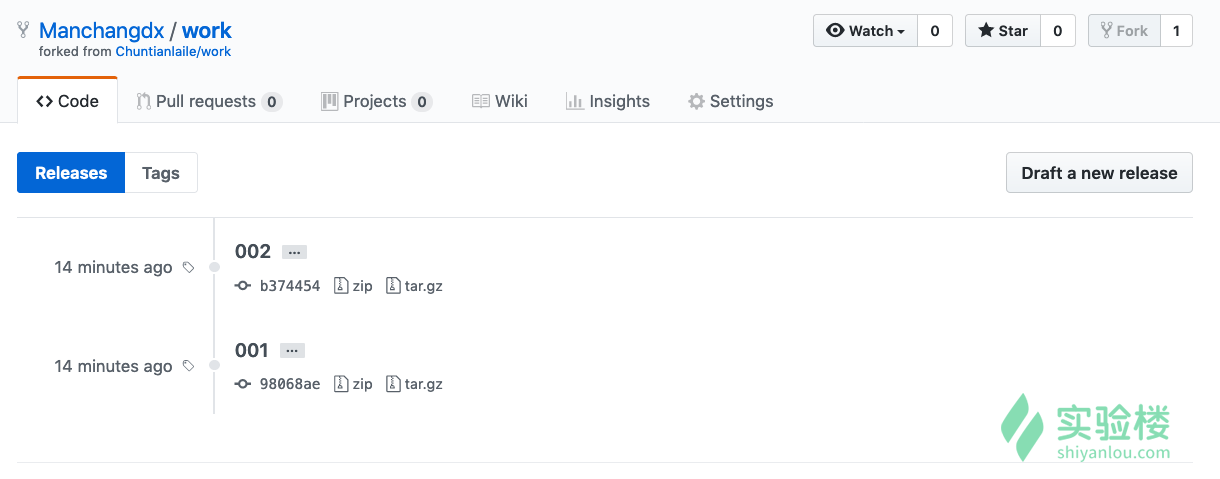 Manchangdx / work
forked from Chuntianlaile/work
Watch 0 Star 0 Fork 1
Code Pull requests 0 Projects 0 Wiki Insights Settings
Releases Tags Draft a new release
002 ...
14 minutes ago
b374454 zip tar.gz
001 ...
14 minutes ago
98068ae zip tar.gz
实验楼
shiyanlou.com